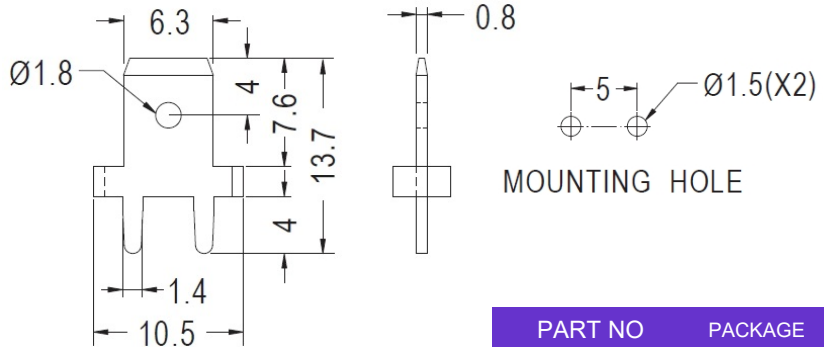 6.3
0.8
Ø1.8
4
7.6
13.7
4
1.4
10.5
5
Ø1.5(X2)
MOUNTING HOLE
PART NO PACKAGE